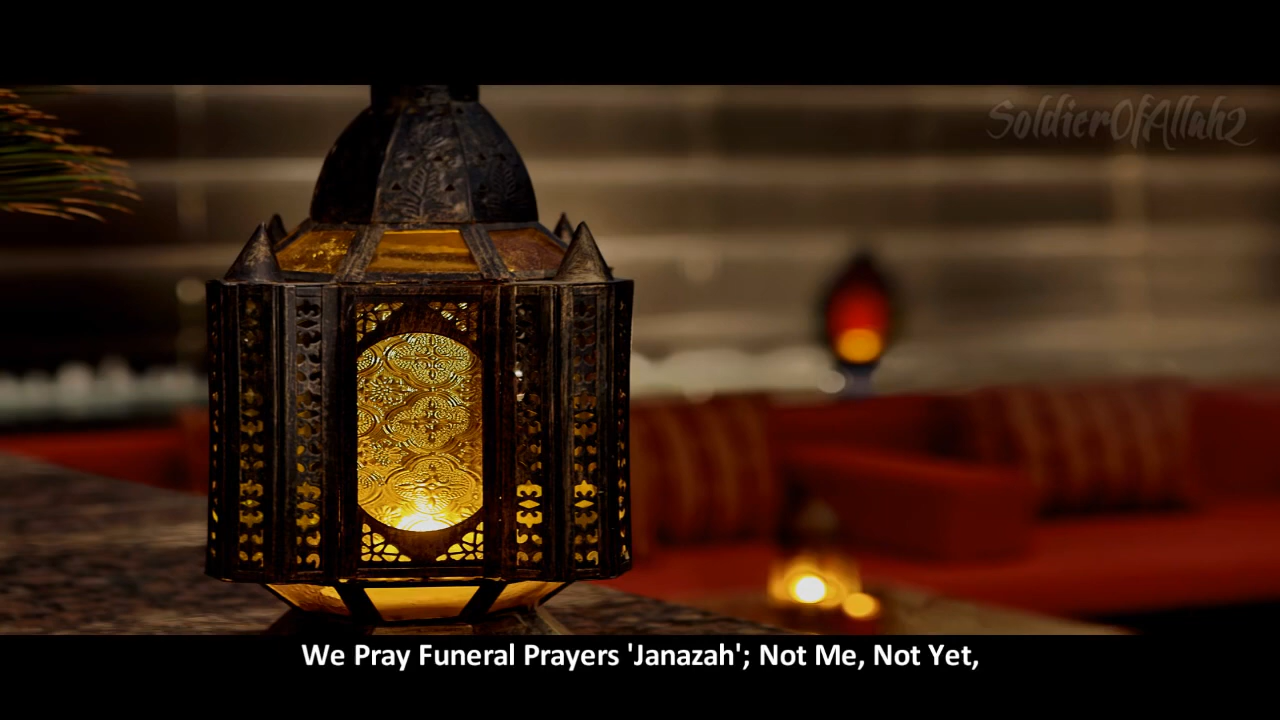 SoldierOfAllah2
We Pray Funeral Prayers 'Janazah'; Not Me, Not Yet,